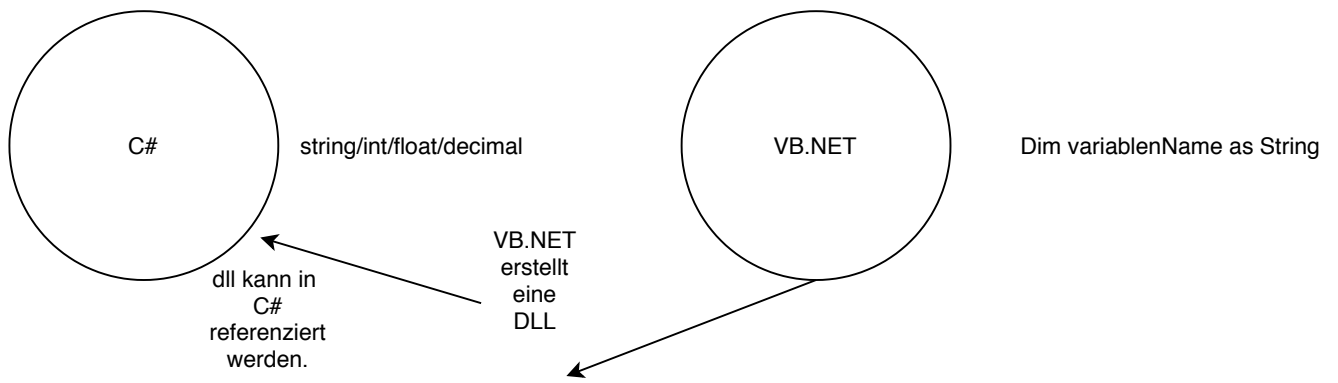 C#
string/int/float/decimal
VB.NET
Dim variablenName as String
VB.NET
erstellt
eine
DLL
dll kann in
C#
referenziert
werden.